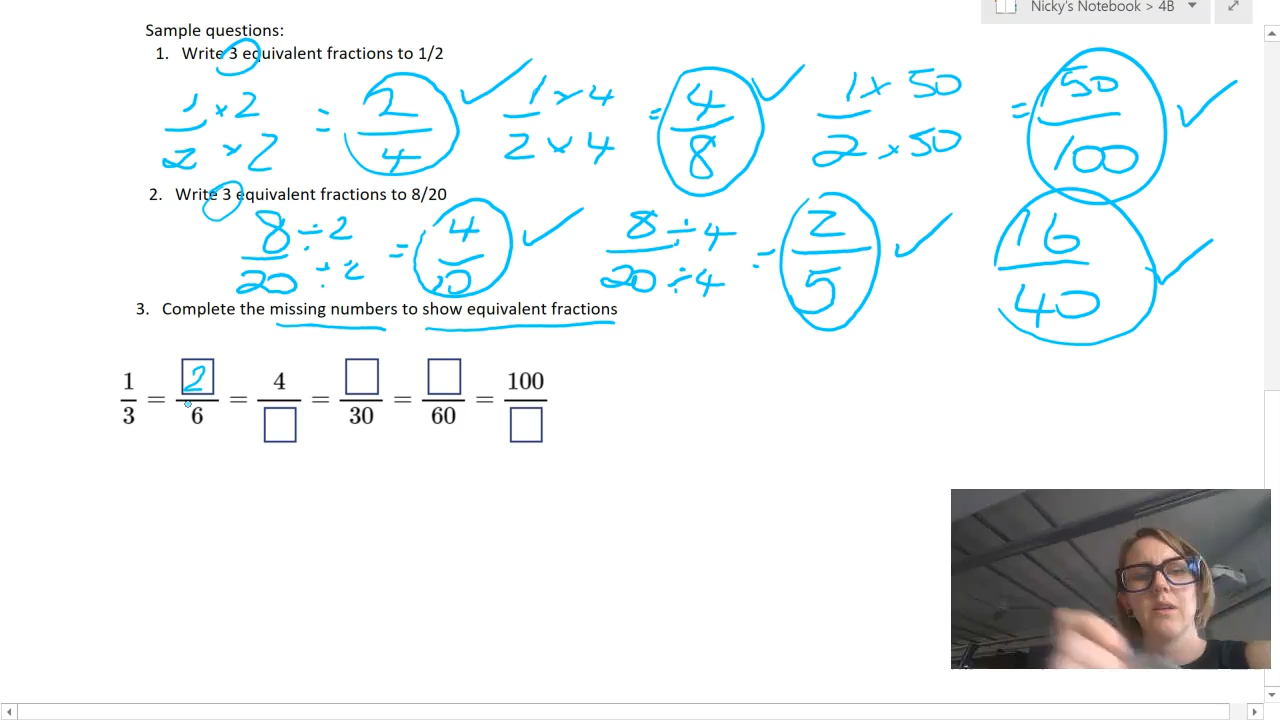 Nicky's Notebook > 4B
Sample questions:
1. Write 3 equivalent fractions to 1/2
1 × 2 / 2 × 2 = 2/4 ✓ 1 × 4 / 2 × 4 = 4/8 ✓ 1 × 50 / 2 × 50 = 50/100 ✓
2. Write 3 equivalent fractions to 8/20
8 ÷ 2 / 20 ÷ 2 = 4/10 ✓ 8 ÷ 4 / 20 ÷ 4 = 2/5 ✓ 16/40 ✓
3. Complete the missing numbers to show equivalent fractions
1/3 = 2/6 = 4/□ = □/30 = □/60 = 100/□